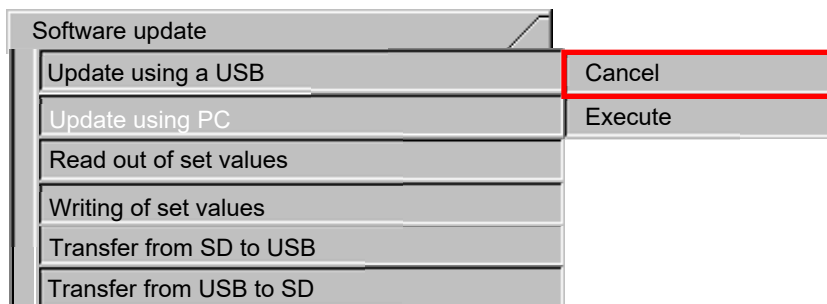 Software update
Update using a USB
Cancel
Update using PC
Execute
Read out of set values
Writing of set values
Transfer from SD to USB
Transfer from USB to SD